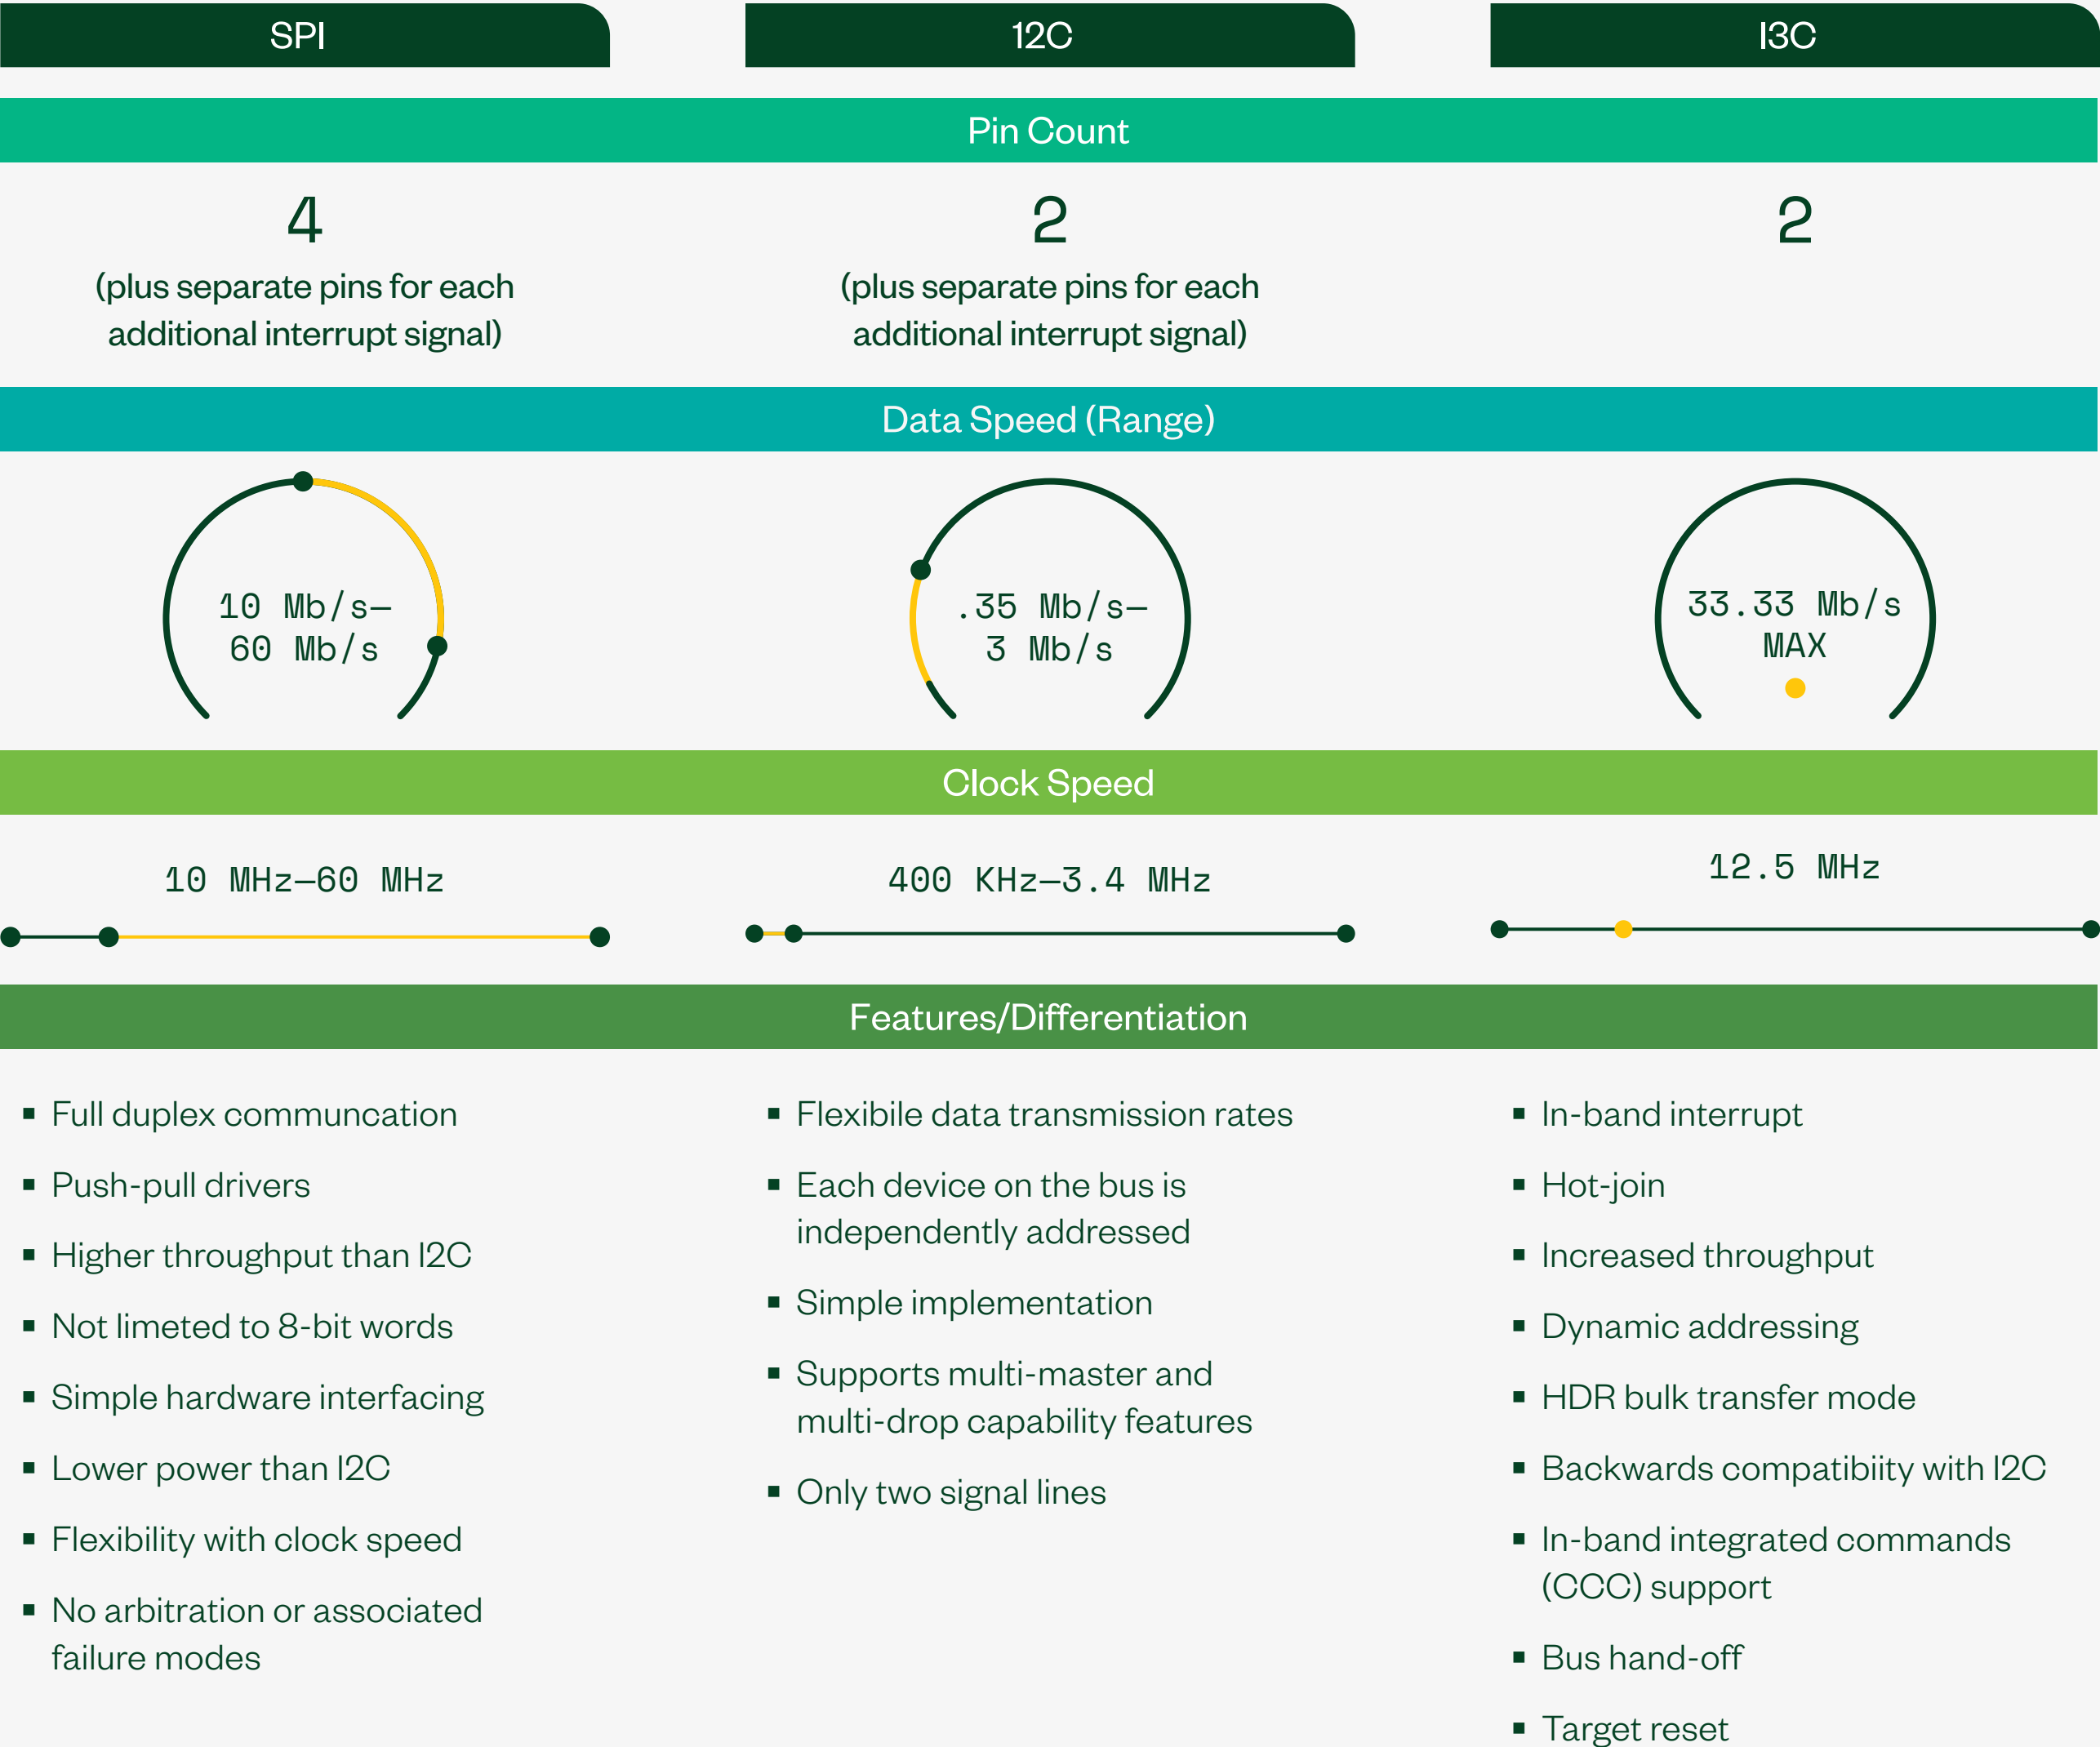 SPI
12C
I3C
Pin Count
4
(plus separate pins for each
additional interrupt signal)
2
(plus separate pins for each
additional interrupt signal)
2
Data Speed (Range)
10 Mb/s–
60 Mb/s
.35 Mb/s–
3 Mb/s
33.33 Mb/s
MAX
Clock Speed
10 MHz–60 MHz
400 KHz–3.4 MHz
12.5 MHz
Features/Differentiation
▪ Full duplex communcation
▪ Push-pull drivers
▪ Higher throughput than I2C
▪ Not limeted to 8-bit words
▪ Simple hardware interfacing
▪ Lower power than I2C
▪ Flexibility with clock speed
▪ No arbitration or associated
failure modes
▪ Flexibile data transmission rates
▪ Each device on the bus is
independently addressed
▪ Simple implementation
▪ Supports multi-master and
multi-drop capability features
▪ Only two signal lines
▪ In-band interrupt
▪ Hot-join
▪ Increased throughput
▪ Dynamic addressing
▪ HDR bulk transfer mode
▪ Backwards compatibiity with I2C
▪ In-band integrated commands
(CCC) support
▪ Bus hand-off
▪ Target reset